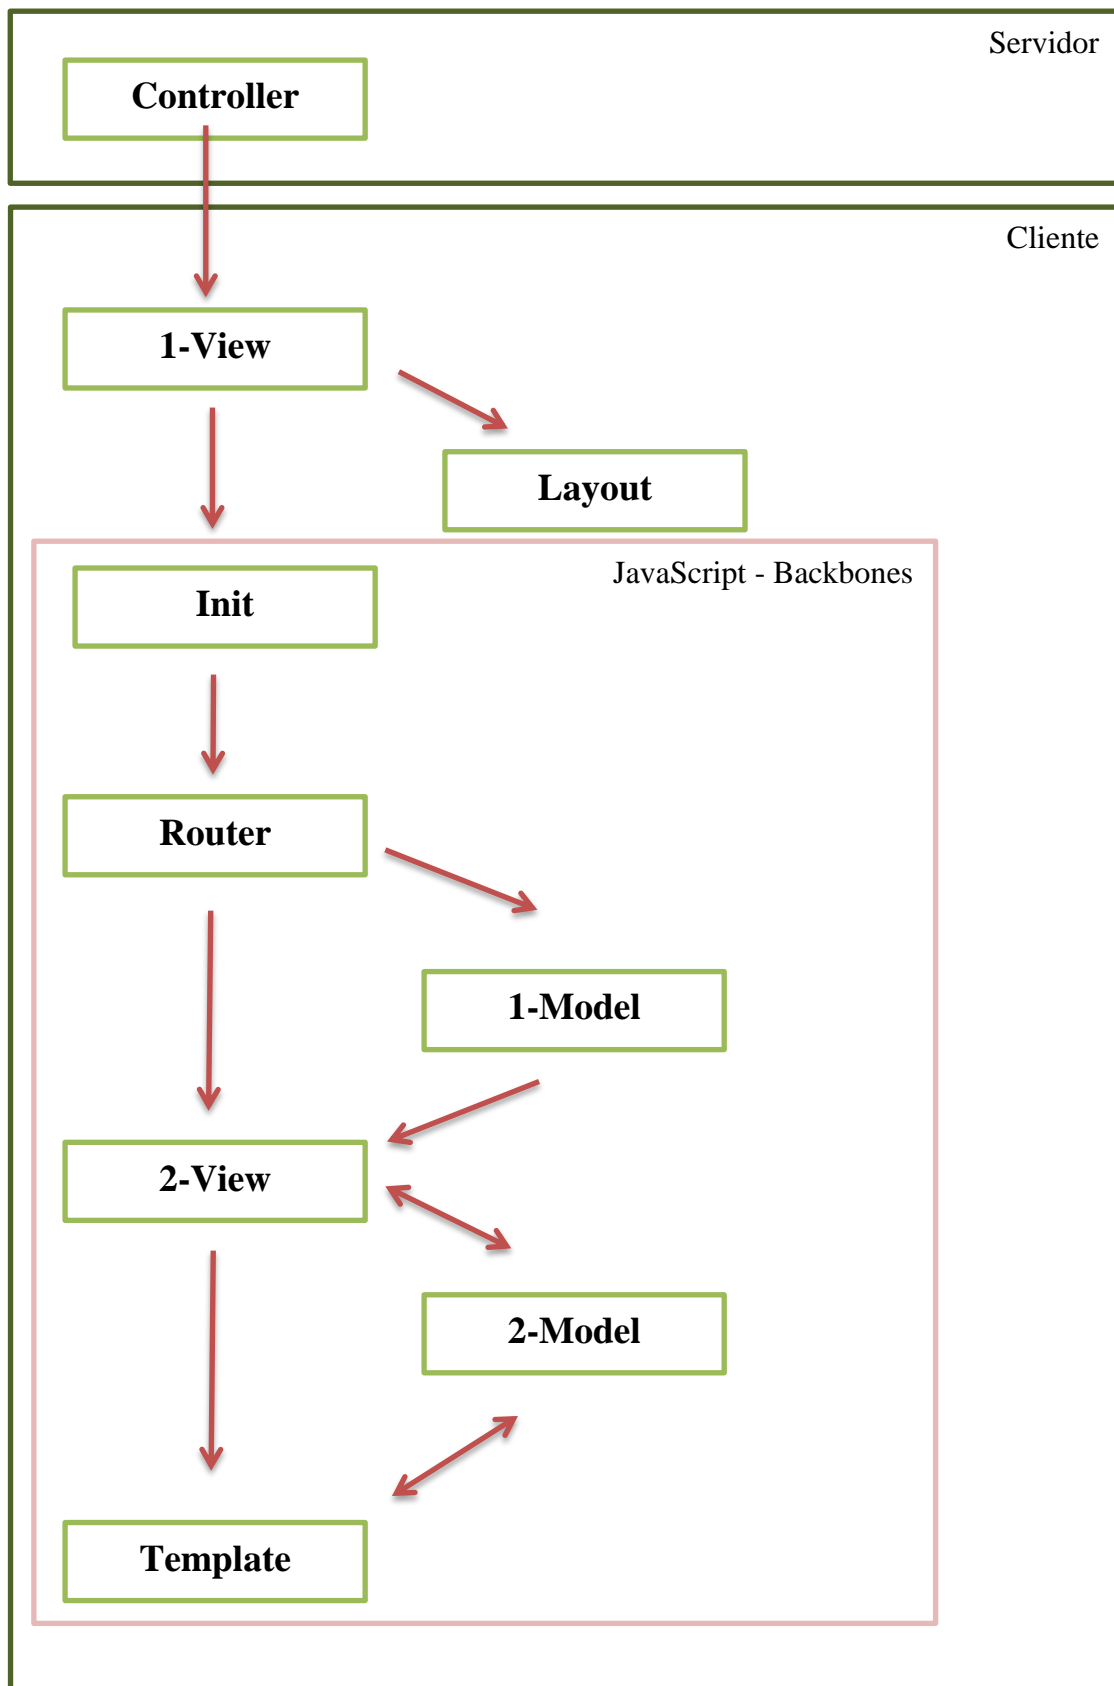 Servidor
Controller
Cliente
1-View
Layout
JavaScript - Backbones
Init
Router
1-Model
2-View
2-Model
Template